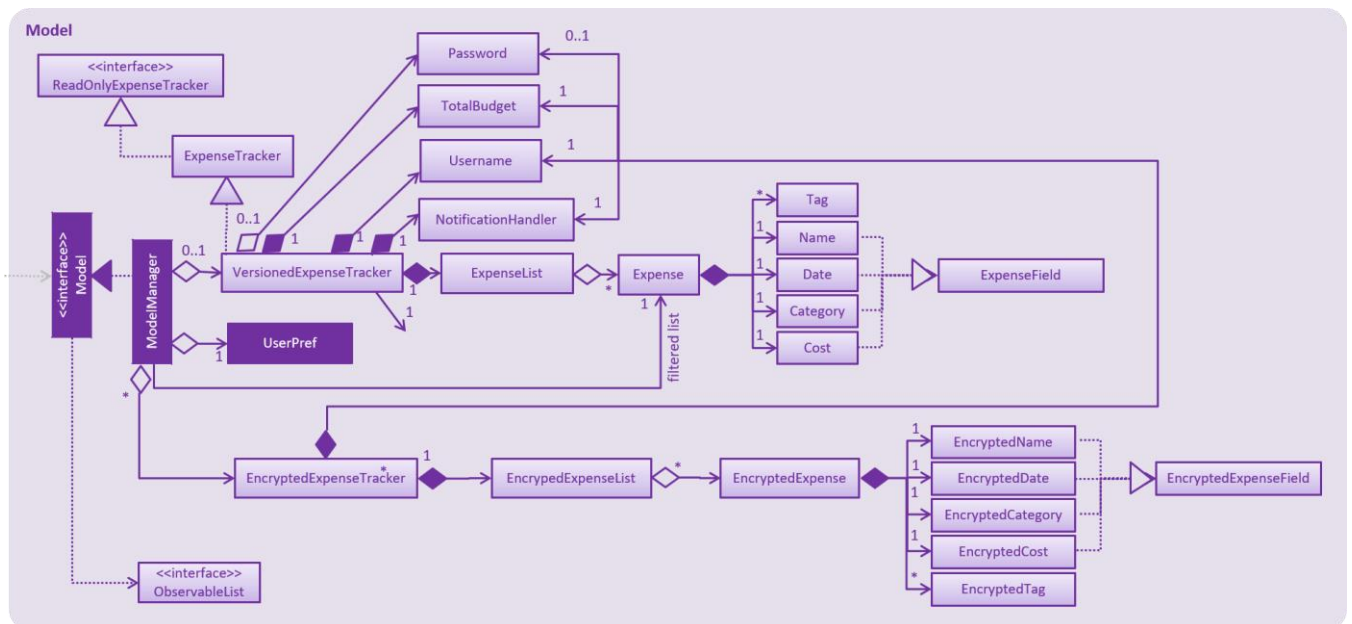 Model
<<interface>>
ReadOnlyExpenseTracker
ExpenseTracker
Password
0..1
TotalBudget
1
Username
1
NotificationHandler
1
0..1
1
1
1
<<interface>>
Model
ModelManager
0..1
VersionedExpenseTracker
1
1
ExpenseList
*
Expense
1
filtered list
*
Tag
1
Name
1
Date
1
Category
1
Cost
ExpenseField
1
UserPref
*
EncryptedExpenseTracker
*
1
EncrypedExpenseList
*
EncryptedExpense
1
EncryptedName
1
EncryptedDate
1
EncryptedCategory
1
EncryptedCost
*
EncryptedTag
EncryptedExpenseField
<<interface>>
ObservableList